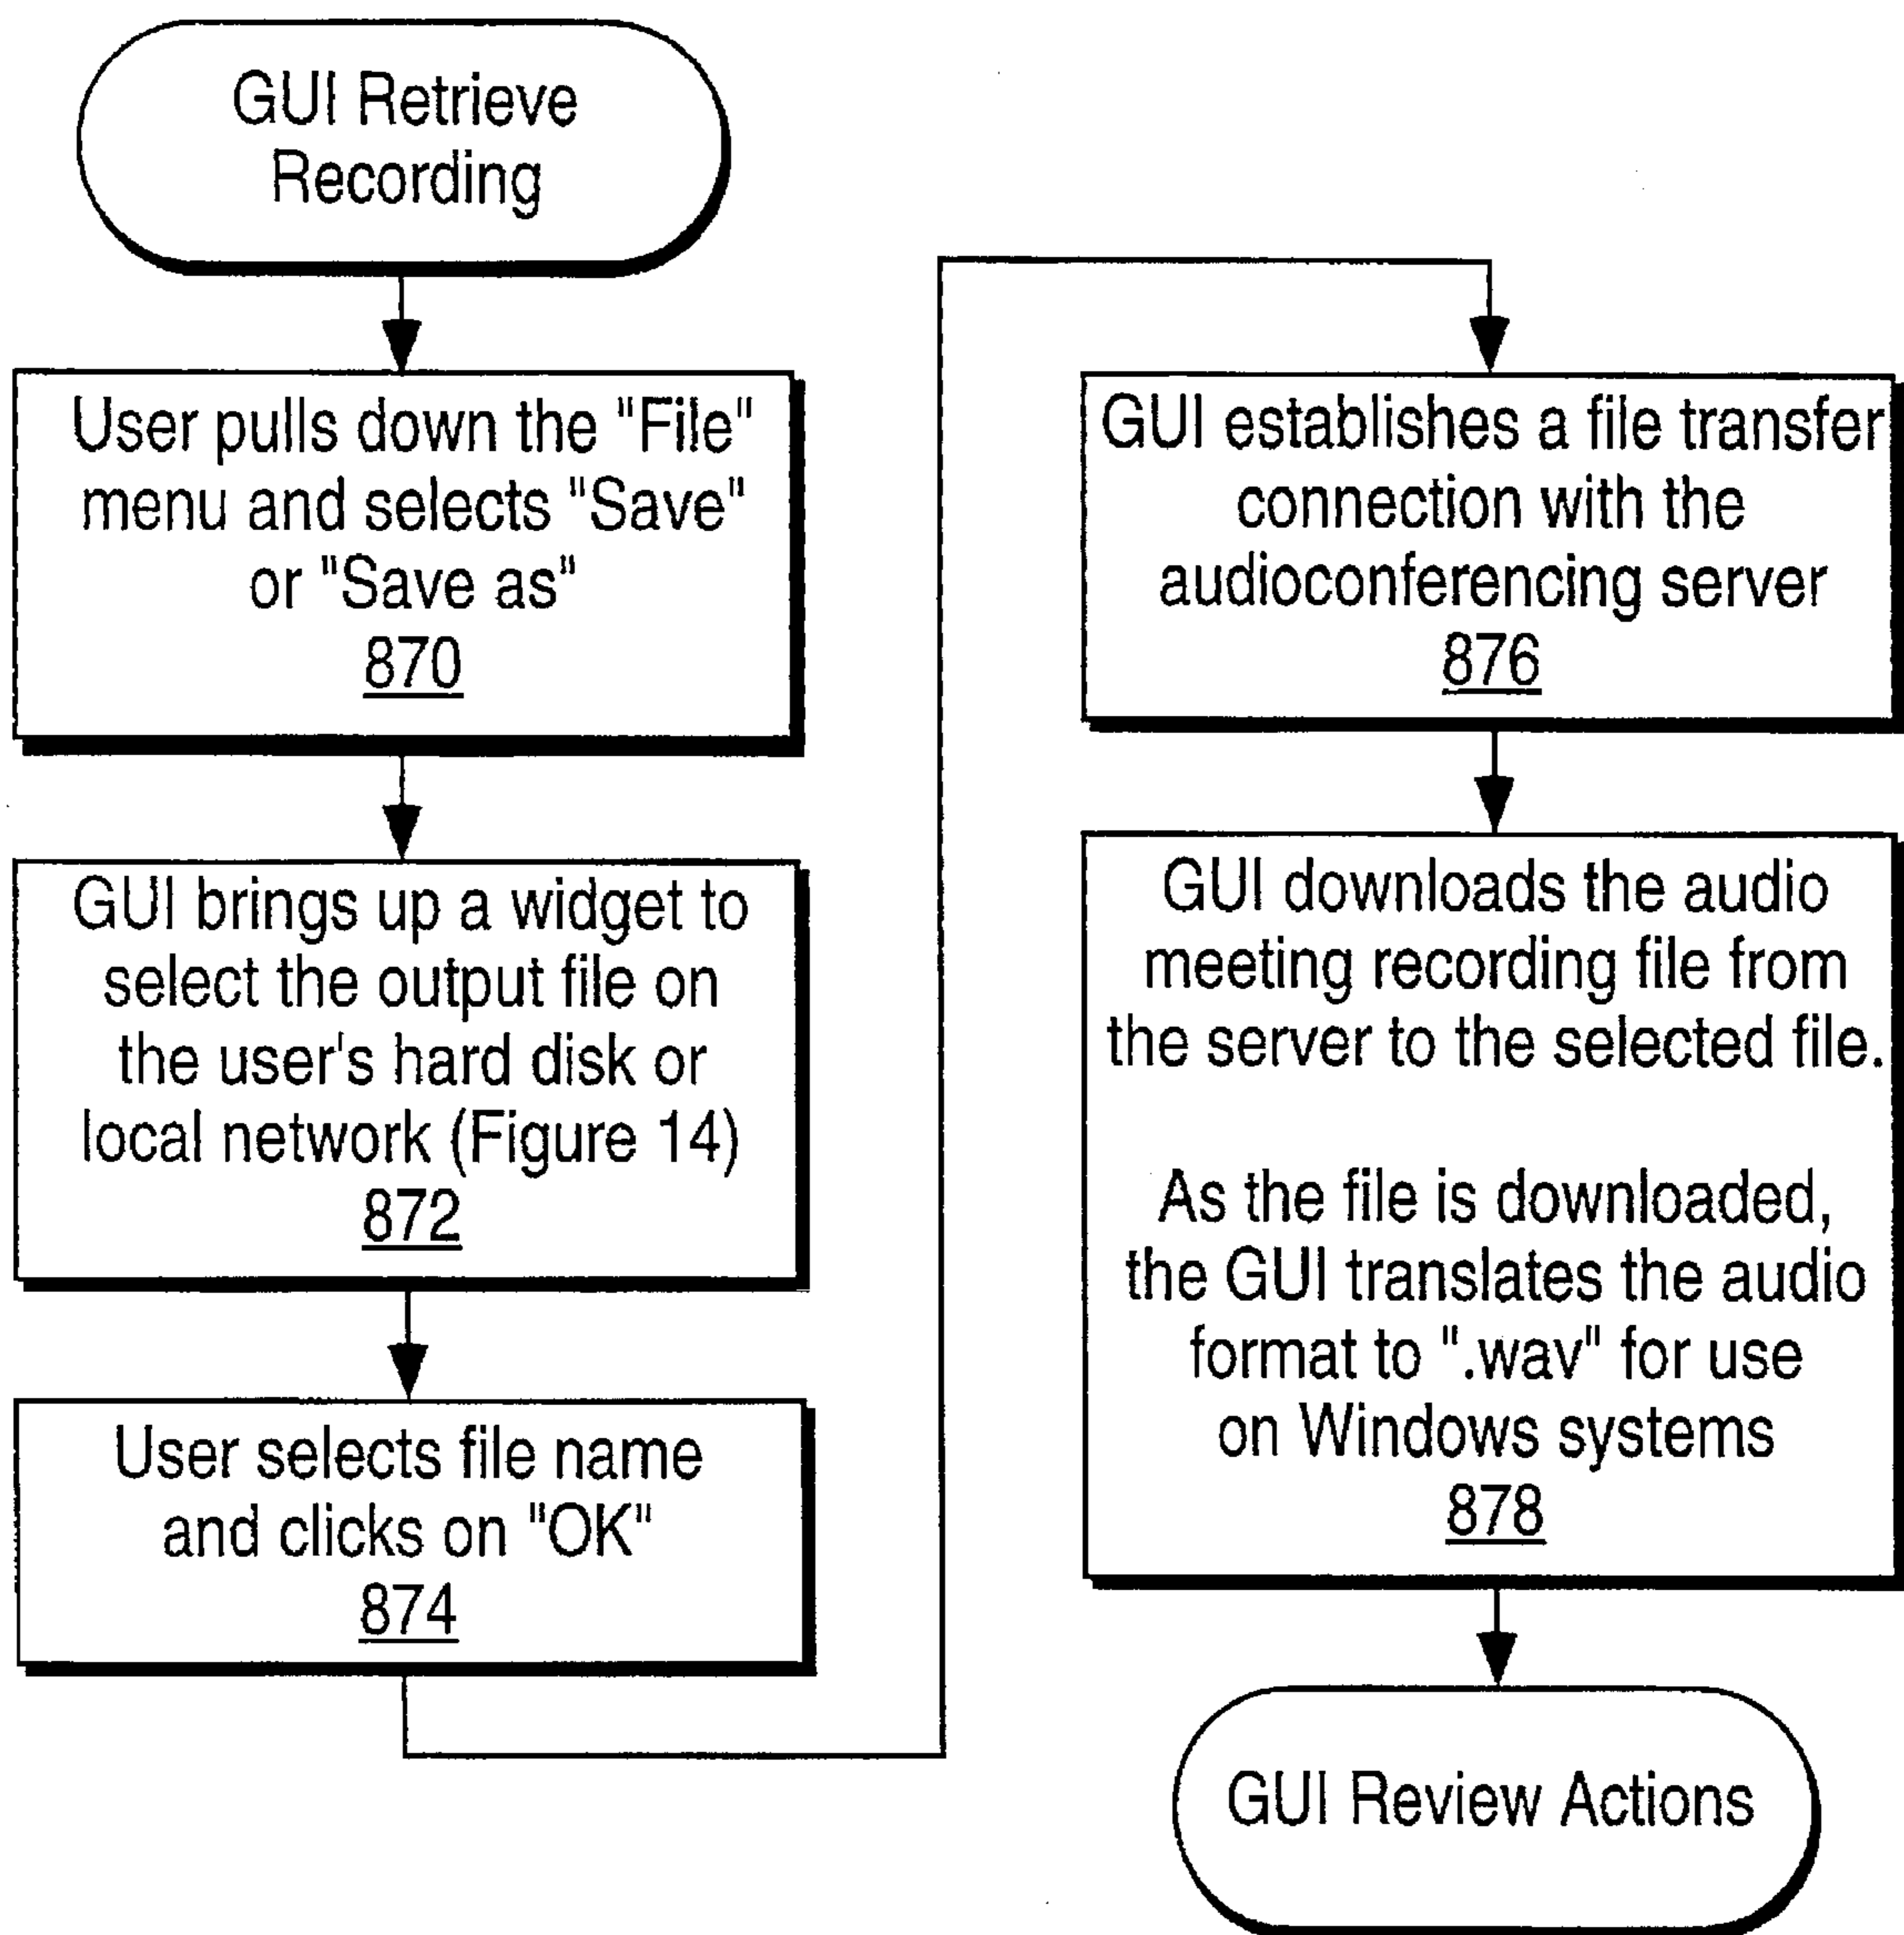 GUI Retrieve
Recording
User pulls down the "File"
menu and selects "Save"
or "Save as"
870
GUI brings up a widget to
select the output file on
the user's hard disk or
local network (Figure 14)
872
User selects file name
and clicks on "OK"
874
GUI establishes a file transfer
connection with the
audioconferencing server
876
GUI downloads the audio
meeting recording file from
the server to the selected file.
As the file is downloaded,
the GUI translates the audio
format to ".wav" for use
on Windows systems
878
GUI Review Actions